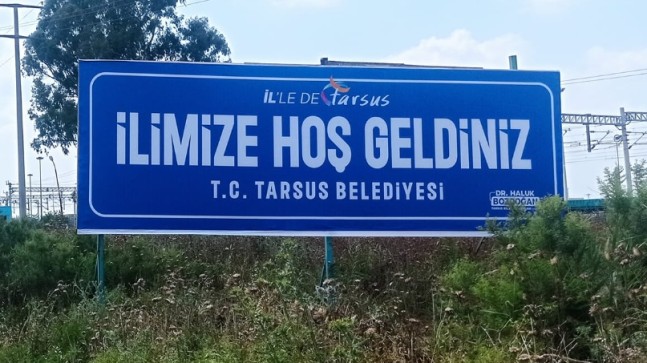 İL'LE DE Tarsus
İLİMİZE HOŞ GELDİNİZ
T.C. TARSUS BELEDİYESİ
DR. HALUK
BOZDOĞAN